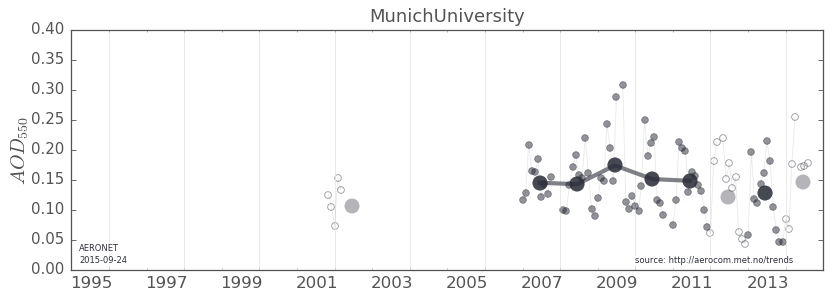 MunichUniversity
0.40
0.35
0.30
0.25
0.20
0.15
0.10
0.05
0.00
AOD550
AERONET
2015-09-24
source: http://aerocom.met.no/trends
1995 1997 1999 2001 2003 2005 2007 2009 2011 2013